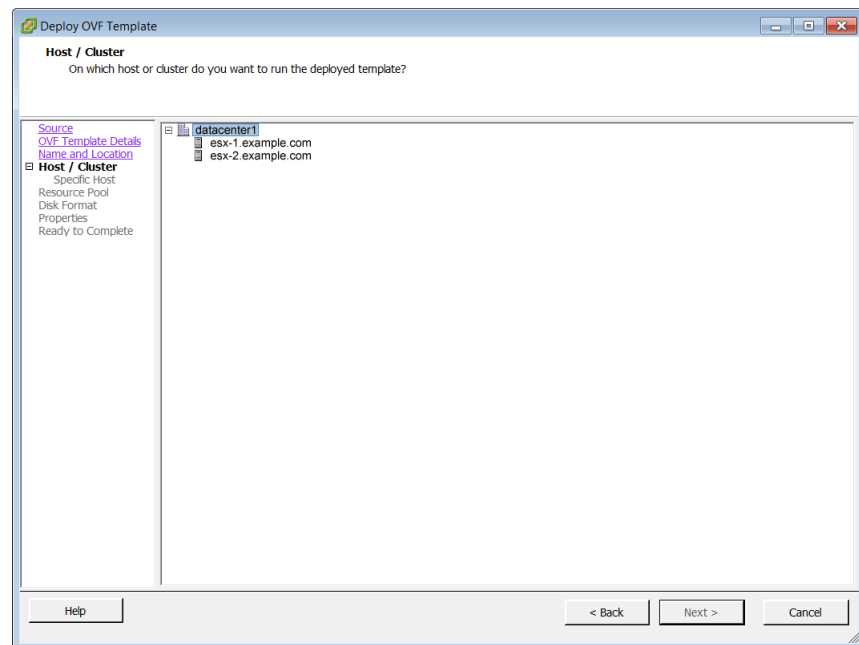 Deploy OVF Template
Host / Cluster
On which host or cluster do you want to run the deployed template?
Source
OVF Template Details
Name and Location
Host / Cluster
Specific Host
Resource Pool
Disk Format
Properties
Ready to Complete
datacenter1
esx-1.example.com
esx-2.example.com
Help
< Back
Next >
Cancel